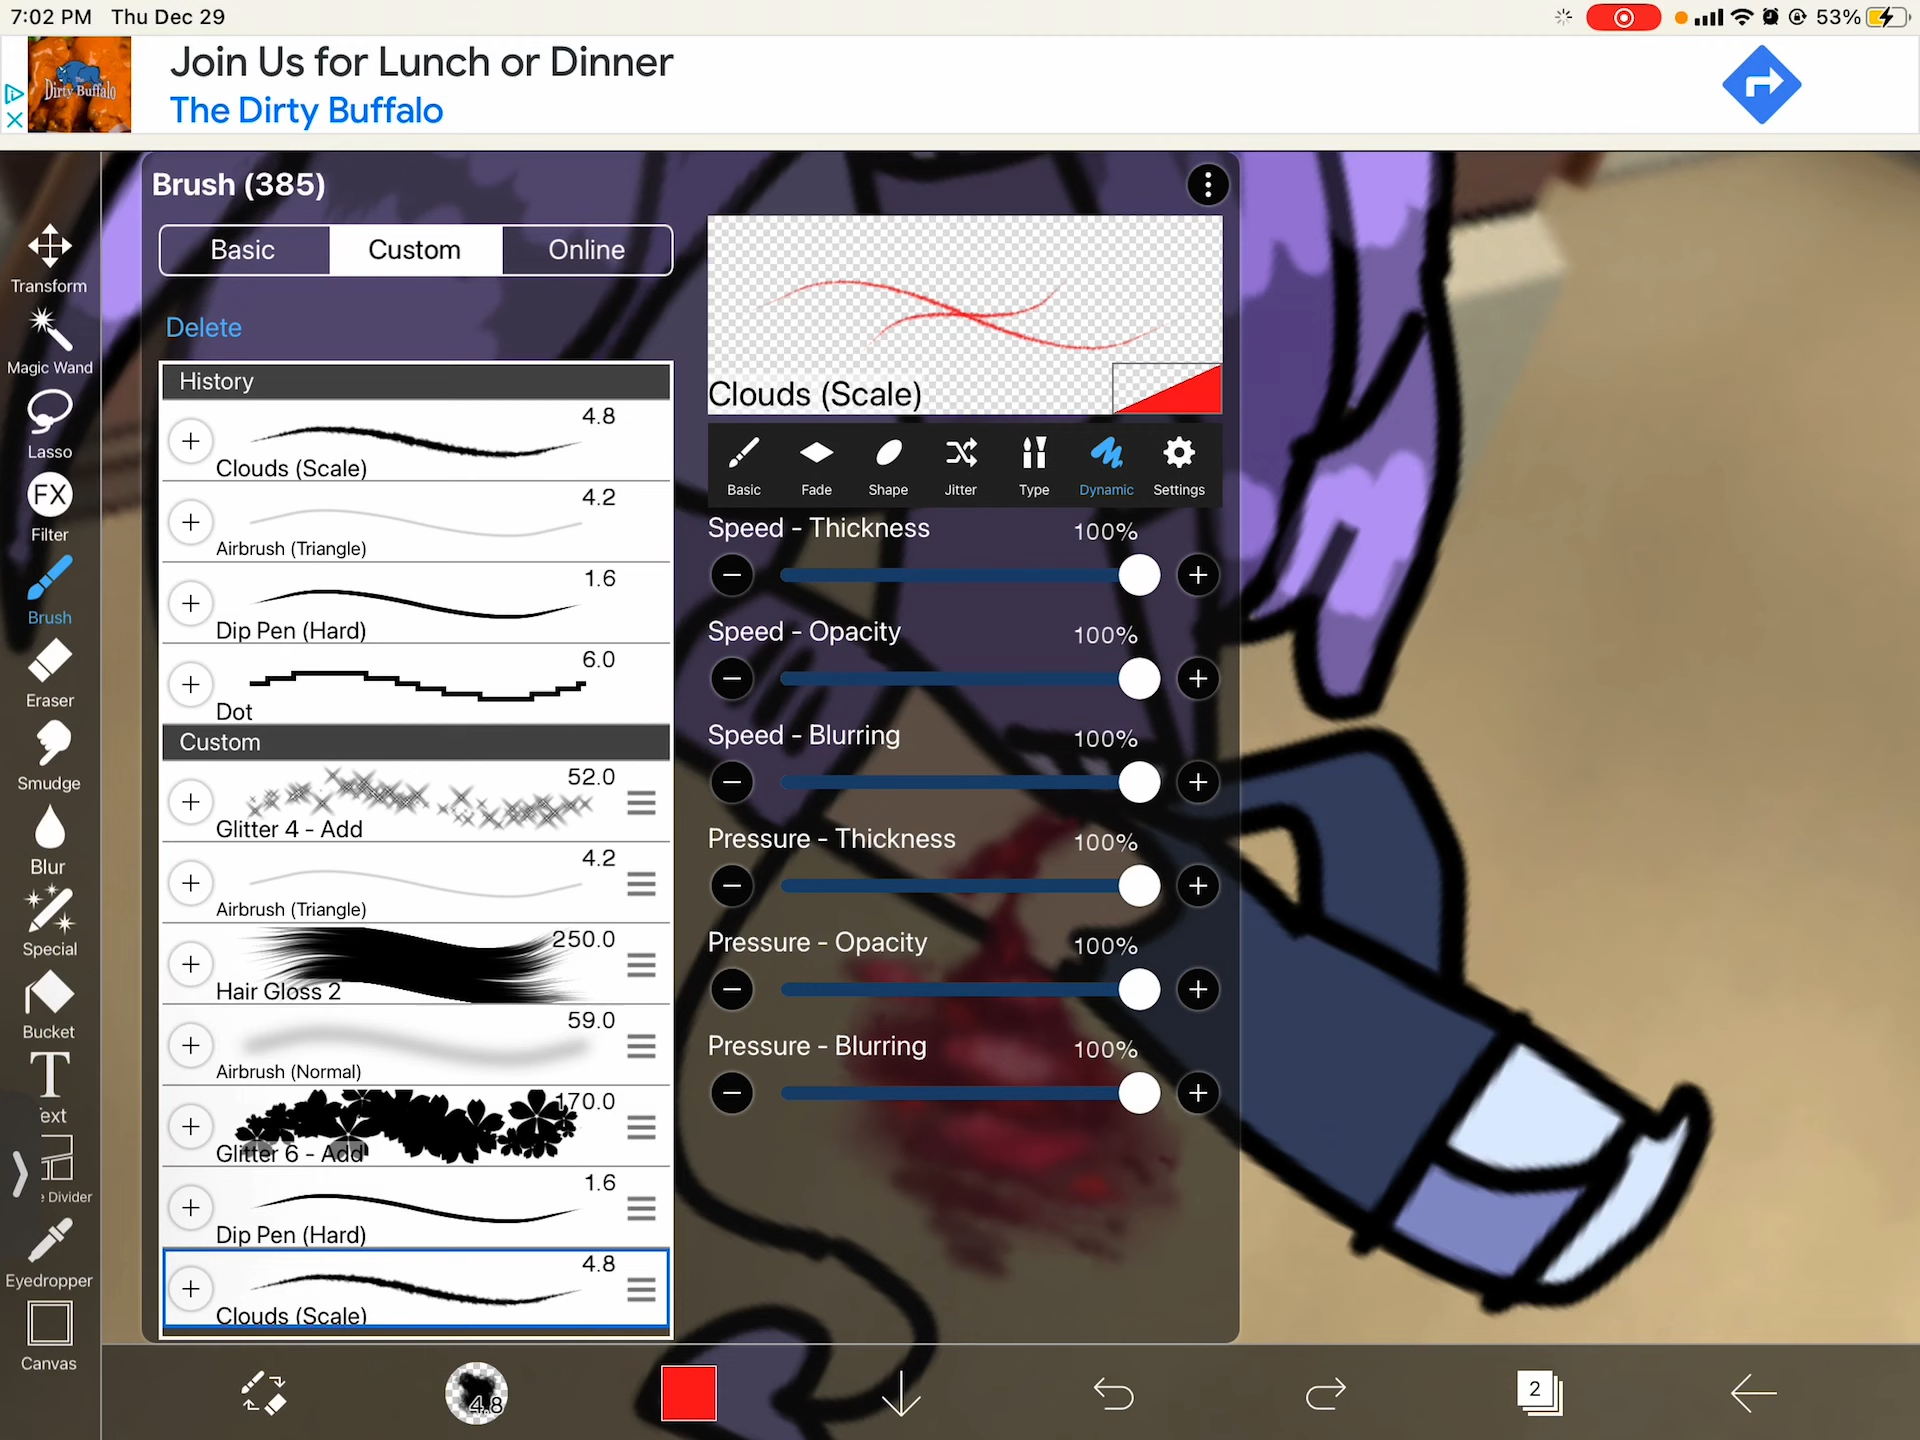 7:02 PM Thu Dec 29
53%
Join Us for Lunch or Dinner
The Dirty Buffalo
Dirty Buffalo
Brush (385)
Basic
Custom
Online
Delete
History
4.8
Clouds (Scale)
4.2
Airbrush (Triangle)
1.6
Dip Pen (Hard)
6.0
Dot
Custom
52.0
Glitter 4 - Add
4.2
Airbrush (Triangle)
250.0
Hair Gloss 2
59.0
Airbrush (Normal)
170.0
Glitter 6 - Add
1.6
Dip Pen (Hard)
4.8
Clouds (Scale)
Clouds (Scale)
Basic
Fade
Shape
Jitter
Type
Dynamic
Settings
Speed - Thickness 100%
Speed - Opacity 100%
Speed - Blurring 100%
Pressure - Thickness 100%
Pressure - Opacity 100%
Pressure - Blurring 100%
Transform
Magic Wand
Lasso
FX
Filter
Brush
Eraser
Smudge
Blur
Special
Bucket
T
ext
e Divider
Eyedropper
Canvas
4.8
2